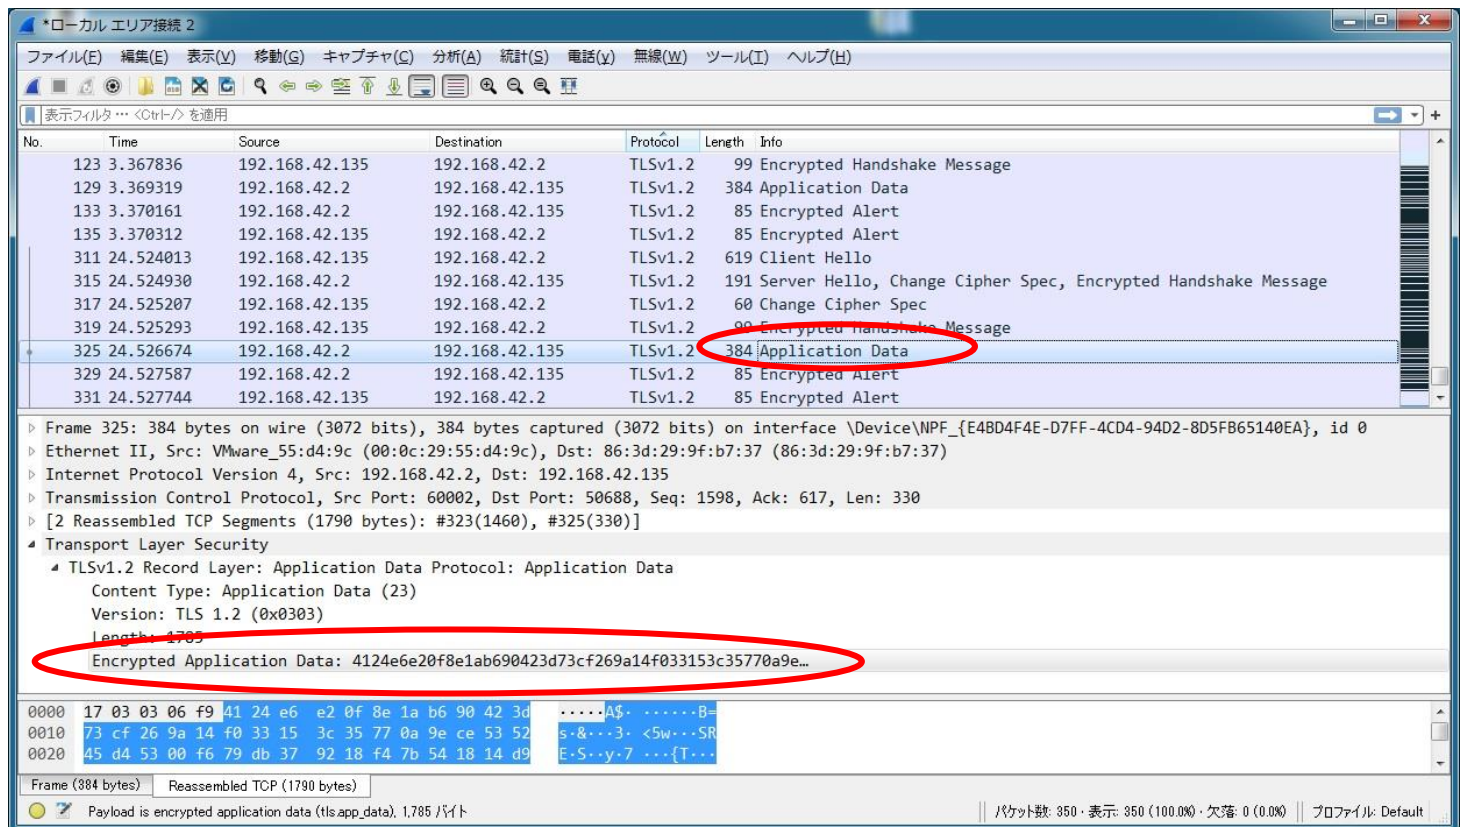 *ローカル エリア接続 2
ファイル(F) 編集(E) 表示(V) 移動(G) キャプチャ(C) 分析(A) 統計(S) 電話(y) 無線(W) ツール(T) ヘルプ(H)
表示フィルタ … <Ctrl-/> を適用
No. Time Source Destination Protocol Length Info
123 3.367836 192.168.42.135 192.168.42.2 TLSv1.2 99 Encrypted Handshake Message
129 3.369319 192.168.42.2 192.168.42.135 TLSv1.2 384 Application Data
133 3.370161 192.168.42.2 192.168.42.135 TLSv1.2 85 Encrypted Alert
135 3.370312 192.168.42.135 192.168.42.2 TLSv1.2 85 Encrypted Alert
311 24.524013 192.168.42.135 192.168.42.2 TLSv1.2 619 Client Hello
315 24.524930 192.168.42.2 192.168.42.135 TLSv1.2 191 Server Hello, Change Cipher Spec, Encrypted Handshake Message
317 24.525207 192.168.42.135 192.168.42.2 TLSv1.2 60 Change Cipher Spec
319 24.525293 192.168.42.135 192.168.42.2 TLSv1.2 99 Encrypted Handshake Message
325 24.526674 192.168.42.2 192.168.42.135 TLSv1.2 384 Application Data
329 24.527587 192.168.42.2 192.168.42.135 TLSv1.2 85 Encrypted Alert
331 24.527744 192.168.42.135 192.168.42.2 TLSv1.2 85 Encrypted Alert
Frame 325: 384 bytes on wire (3072 bits), 384 bytes captured (3072 bits) on interface \Device\NPF_{E4BD4F4E-D7FF-4CD4-94D2-8D5FB65140EA}, id 0
Ethernet II, Src: VMware_55:d4:9c (00:0c:29:55:d4:9c), Dst: 86:3d:29:9f:b7:37 (86:3d:29:9f:b7:37)
Internet Protocol Version 4, Src: 192.168.42.2, Dst: 192.168.42.135
Transmission Control Protocol, Src Port: 60002, Dst Port: 50688, Seq: 1598, Ack: 617, Len: 330
[2 Reassembled TCP Segments (1790 bytes): #323(1460), #325(330)]
Transport Layer Security
TLSv1.2 Record Layer: Application Data Protocol: Application Data
Content Type: Application Data (23)
Version: TLS 1.2 (0x0303)
Length: 1785
Encrypted Application Data: 4124e6e20f8e1ab690423d73cf269a14f033153c35770a9e…
0000 17 03 03 06 f9 41 24 e6 e2 0f 8e 1a b6 90 42 3d ·····A$· ······B=
0010 73 cf 26 9a 14 f0 33 15 3c 35 77 0a 9e ce 53 52 s·&···3· <5w···SR
0020 45 d4 53 00 f6 79 db 37 92 18 f4 7b 54 18 14 d9 E·S··y·7 ···{T···
Frame (384 bytes) Reassembled TCP (1790 bytes)
Payload is encrypted application data (tls.app_data), 1,785 バイト パケット数: 350 · 表示: 350 (100.0%) · 欠落: 0 (0.0%) プロファイル: Default